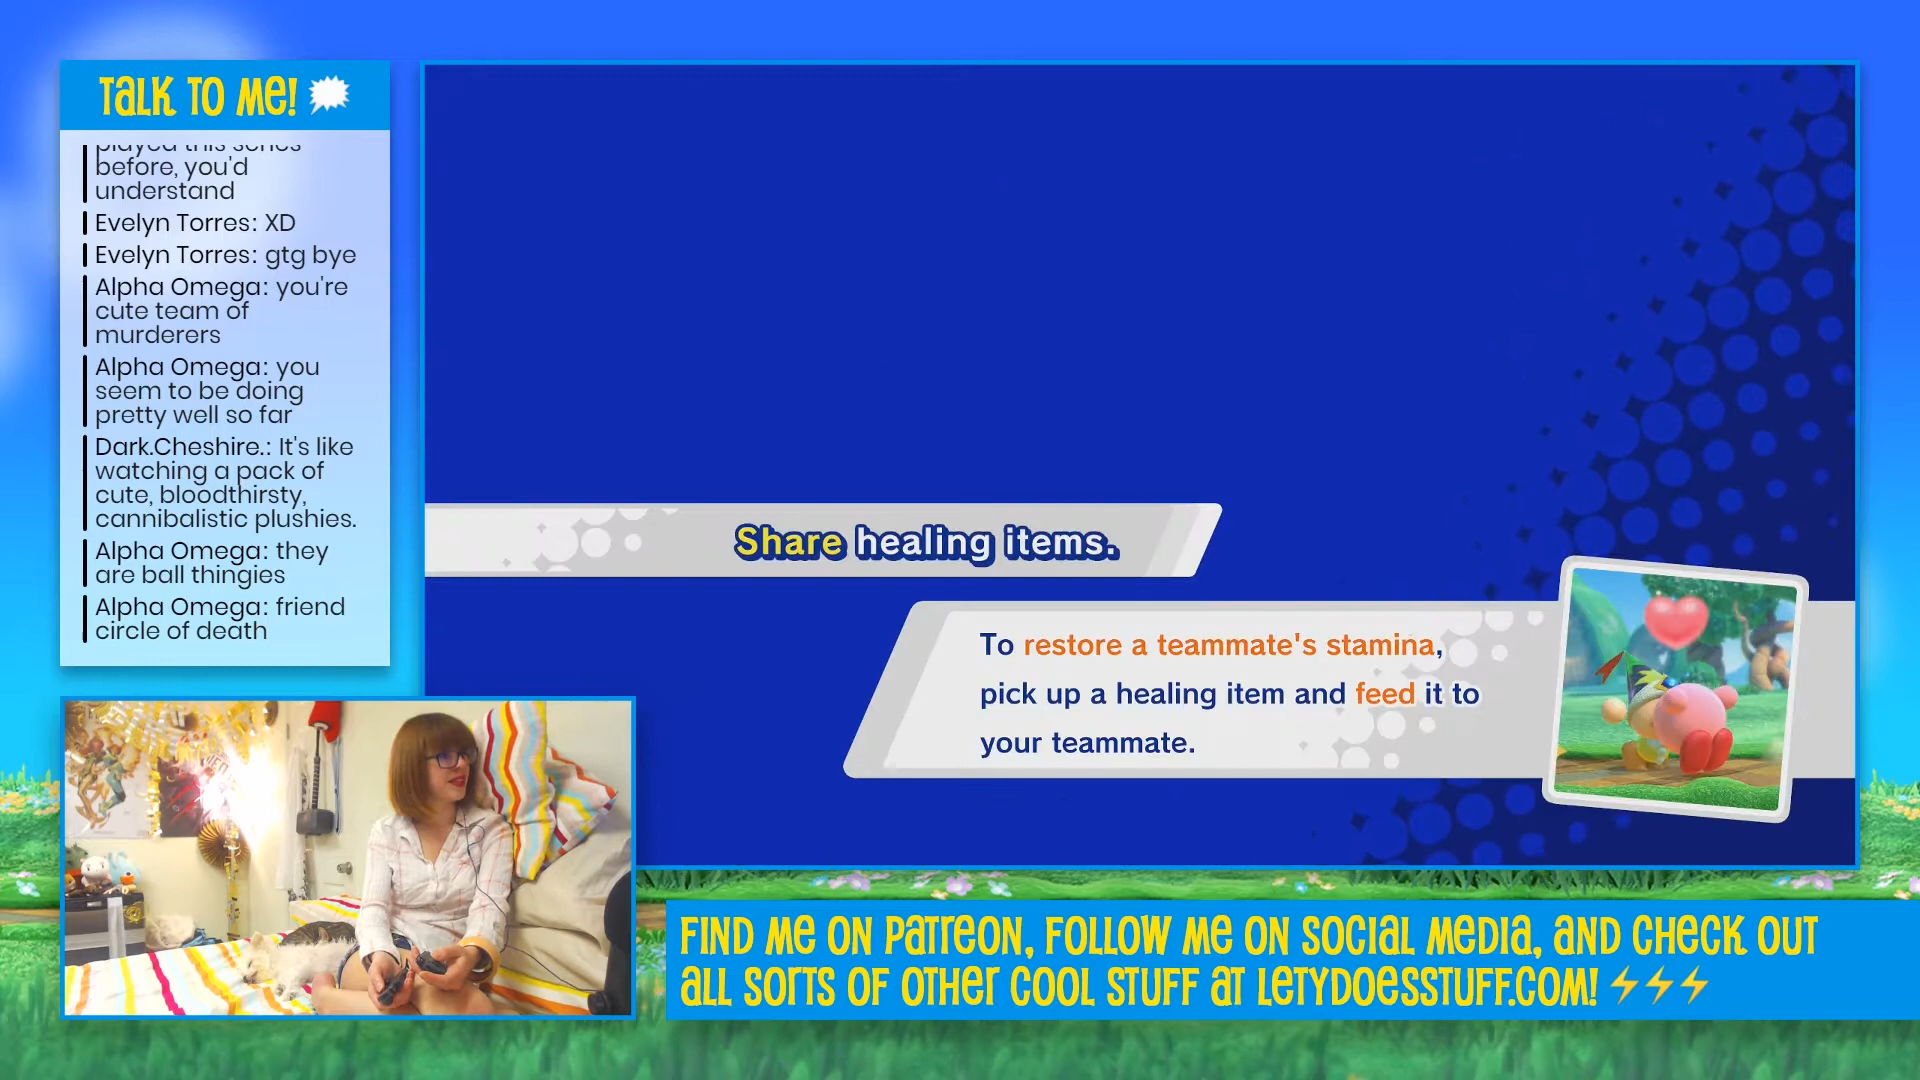 TALK TO ME!
played this series
before, you'd
understand
Evelyn Torres: XD
Evelyn Torres: gtg bye
Alpha Omega: you're
cute team of
murderers
Alpha Omega: you
seem to be doing
pretty well so far
Dark.Cheshire.: It's like
watching a pack of
cute, bloodthirsty,
cannibalistic plushies.
Alpha Omega: they
are ball thingies
Alpha Omega: friend
circle of death
Share healing items.
To restore a teammate's stamina,
pick up a healing item and feed it to
your teammate.
FIND ME ON PATREON, FOLLOW ME ON SOCIAL MEDIA, AND CHECK OUT
ALL SORTS OF OTHER COOL STUFF AT LETYDOESSTUFF.COM! ⚡⚡⚡